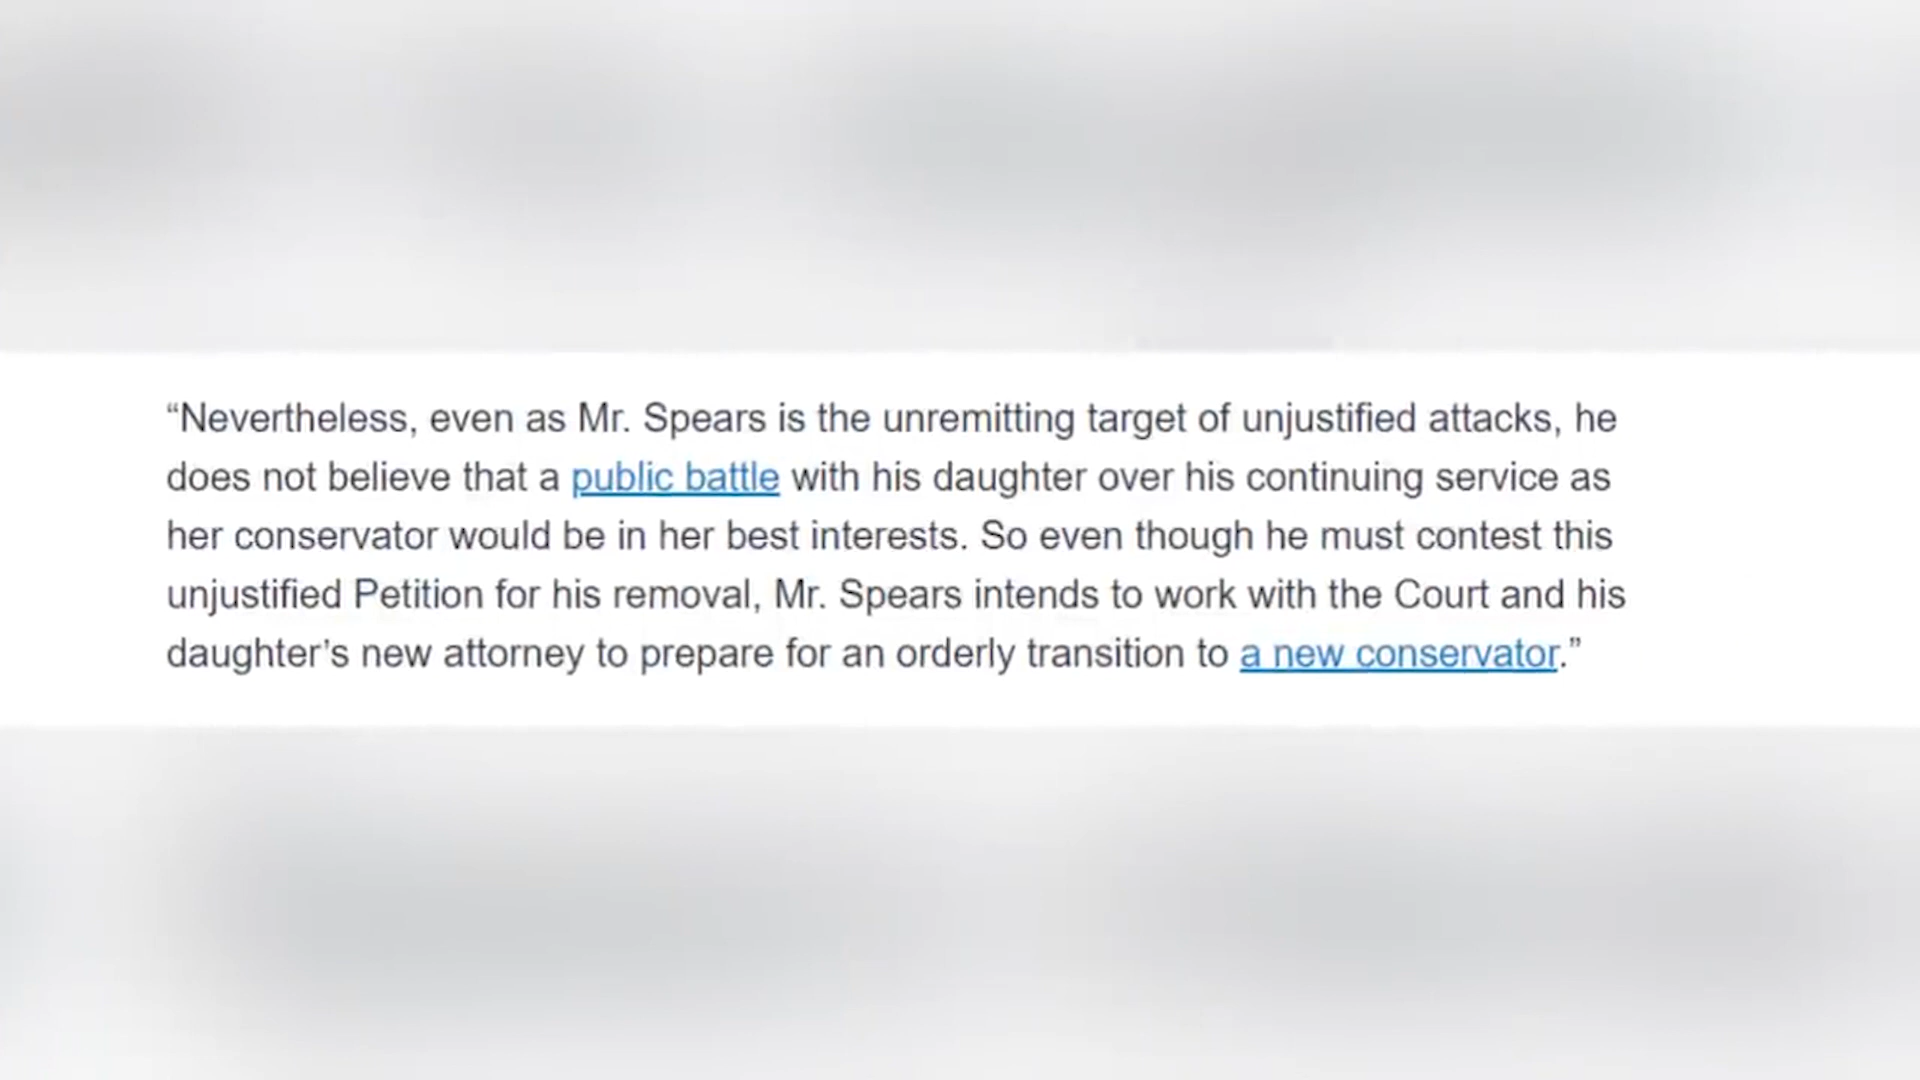 “Nevertheless, even as Mr. Spears is the unremitting target of unjustified attacks, he
does not believe that a public battle with his daughter over his continuing service as
her conservator would be in her best interests. So even though he must contest this
unjustified Petition for his removal, Mr. Spears intends to work with the Court and his
daughter’s new attorney to prepare for an orderly transition to a new conservator.”